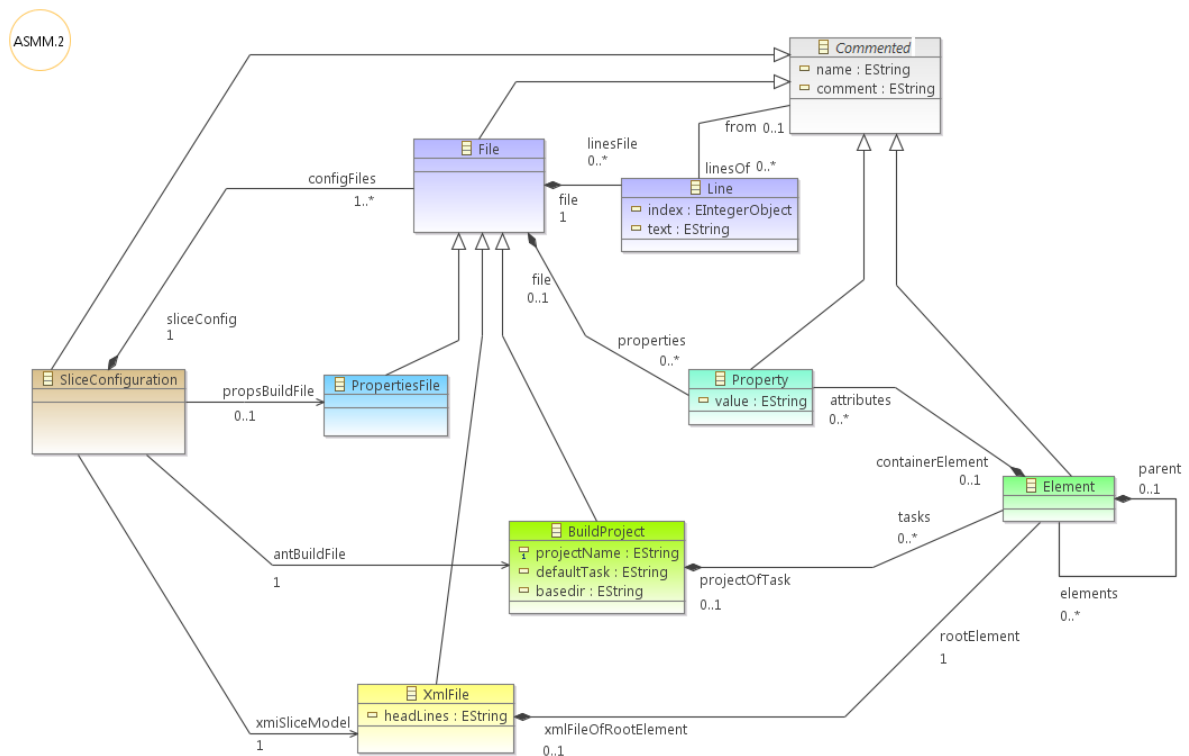 ASMM.2
Commented
name : EString
comment : EString
from 0..1
linesOf 0..*
File
linesFile
0..*
file
1
Line
index : EIntegerObject
text : EString
configFiles
1..*
file
0..1
sliceConfig
1
properties
0..*
SliceConfiguration
propsBuildFile
0..1
PropertiesFile
Property
value : EString
attributes
0..*
containerElement
0..1
parent
0..1
Element
tasks
0..*
BuildProject
projectName : EString
defaultTask : EString
basedir : EString
antBuildFile
1
projectOfTask
0..1
elements
0..*
rootElement
1
XmlFile
headLines : EString
xmiSliceModel
1
xmlFileOfRootElement
0..1